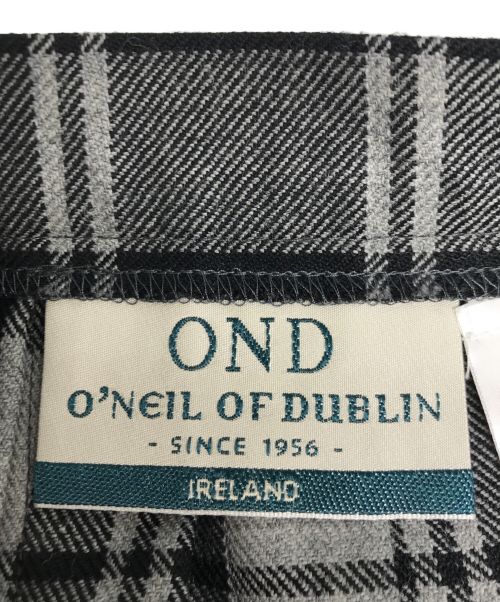 OND
O'NEIL OF DUBLIN
- SINCE 1956 -
IRELAND